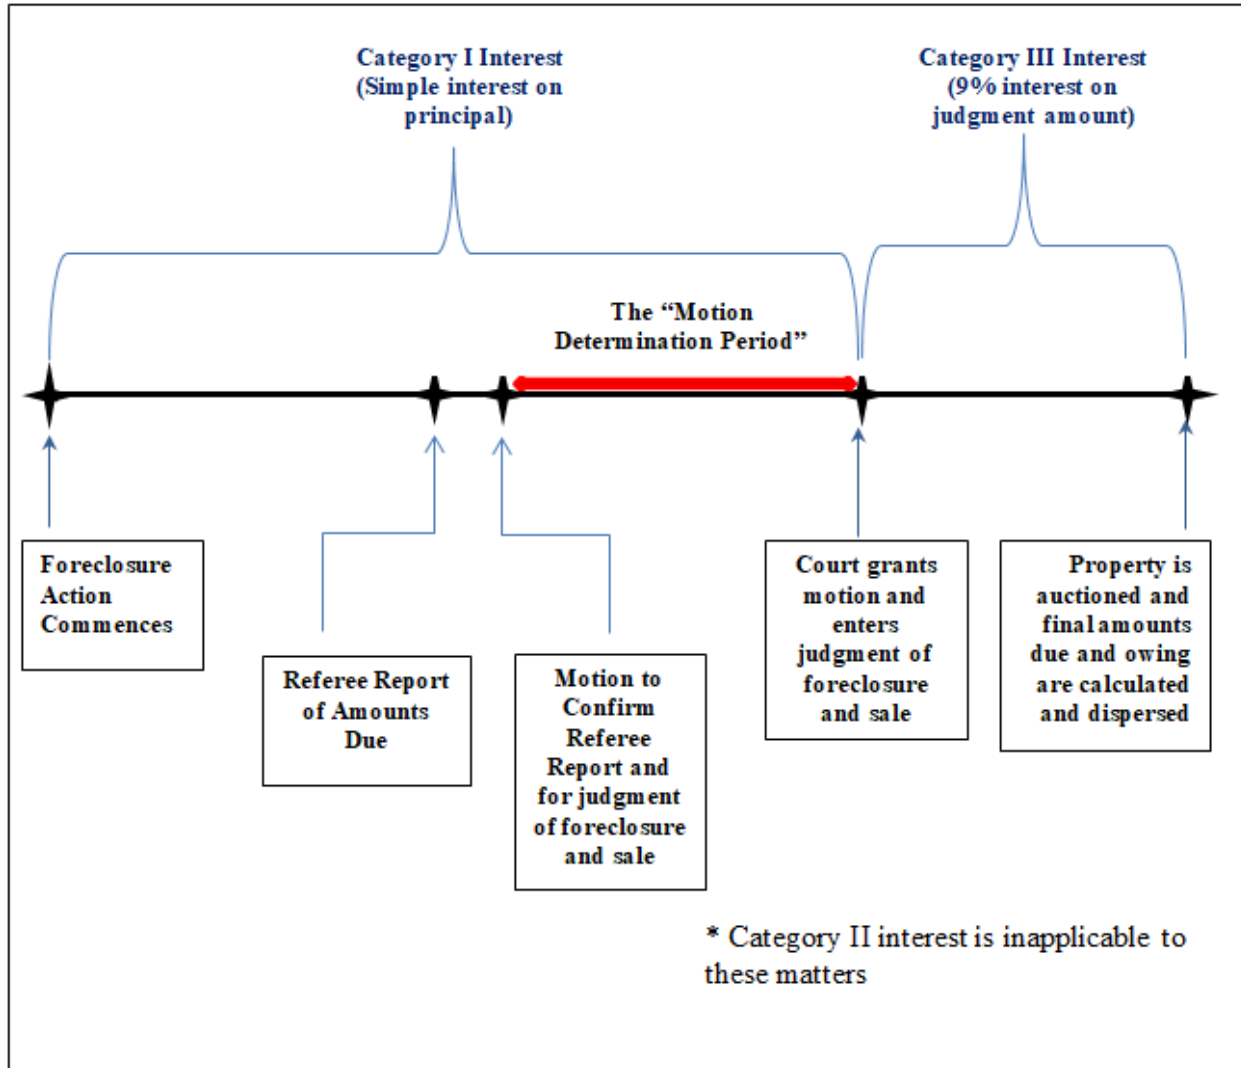 Category I Interest
(Simple interest on
principal)
Category III Interest
(9% interest on
judgment amount)
The “Motion
Determination Period”
Foreclosure
Action
Commences
Referee Report
of Amounts
Due
Motion to
Confirm
Referee
Report and
for judgment
of foreclosure
and sale
Court grants
motion and
enters
judgment of
foreclosure
and sale
Property is
auctioned and
final amounts
due and owing
are calculated
and dispersed
* Category II interest is inapplicable to
these matters